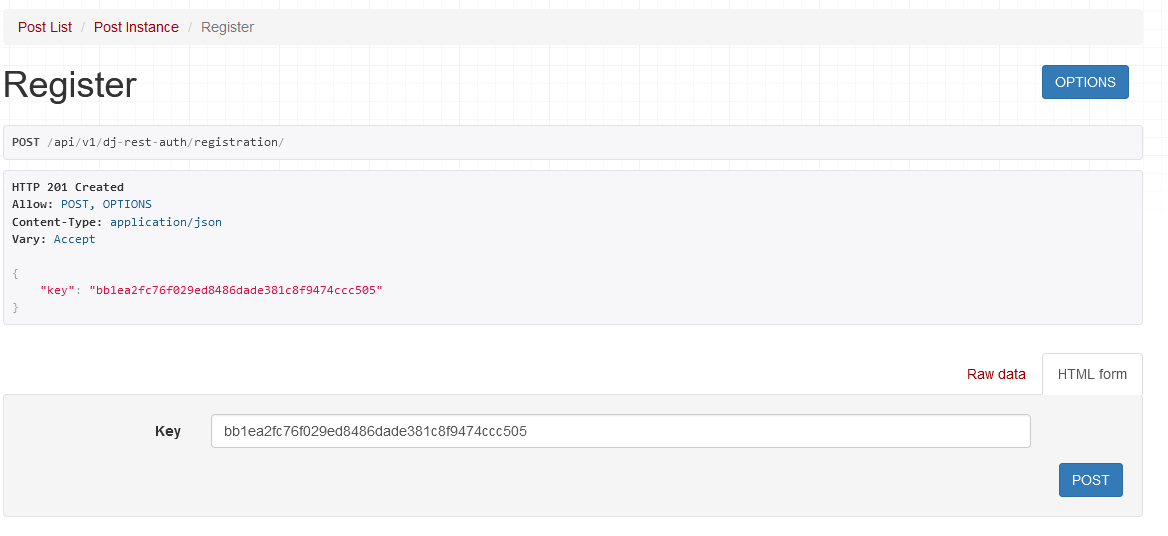 Post List / Post Instance / Register
Register
OPTIONS
POST /api/v1/dj-rest-auth/registration/
HTTP 201 Created
Allow: POST, OPTIONS
Content-Type: application/json
Vary: Accept
{
    "key": "bb1ea2fc76f029ed8486dade381c8f9474ccc505"
}
Raw data
HTML form
Key
bb1ea2fc76f029ed8486dade381c8f9474ccc505
POST